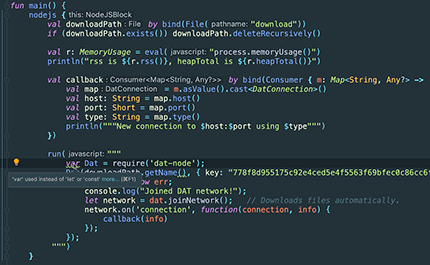 fun main() {
nodejs { this: NodeJSBlock
val downloadPath : File by bind(File( pathname: "download"))
if (downloadPath.exists()) downloadPath.deleteRecursively()
val r: MemoryUsage = eval( javascript: "process.memoryUsage()")
println("rss is ${r.rss}, heapTotal is ${r.heapTotal}")
val callback : Consumer<Map<String, Any?>> by bind(Consumer { m: Map<String, Any?> ->
val map : DatConnection = m.asValue().cast<DatConnection>()
val host: String = map.host()
val port: Short = map.port()
val type: String = map.type()
println("""New connection to $host:$port using $type""")
})
run( javascript: """
var Dat = require('dat-node');
(downloadPath.getName(), { key: "778f8d955175c92e4ced5e4f5563f69bfec0c86cc6f
"var" used instead of 'let' or 'const' more... (⌘F1)
err;
console.log("Joined DAT network!");
let network = dat.joinNetwork(); // Downloads files automatically.
network.on('connection', function(connection, info) {
callback(info)
});
});
""")
}